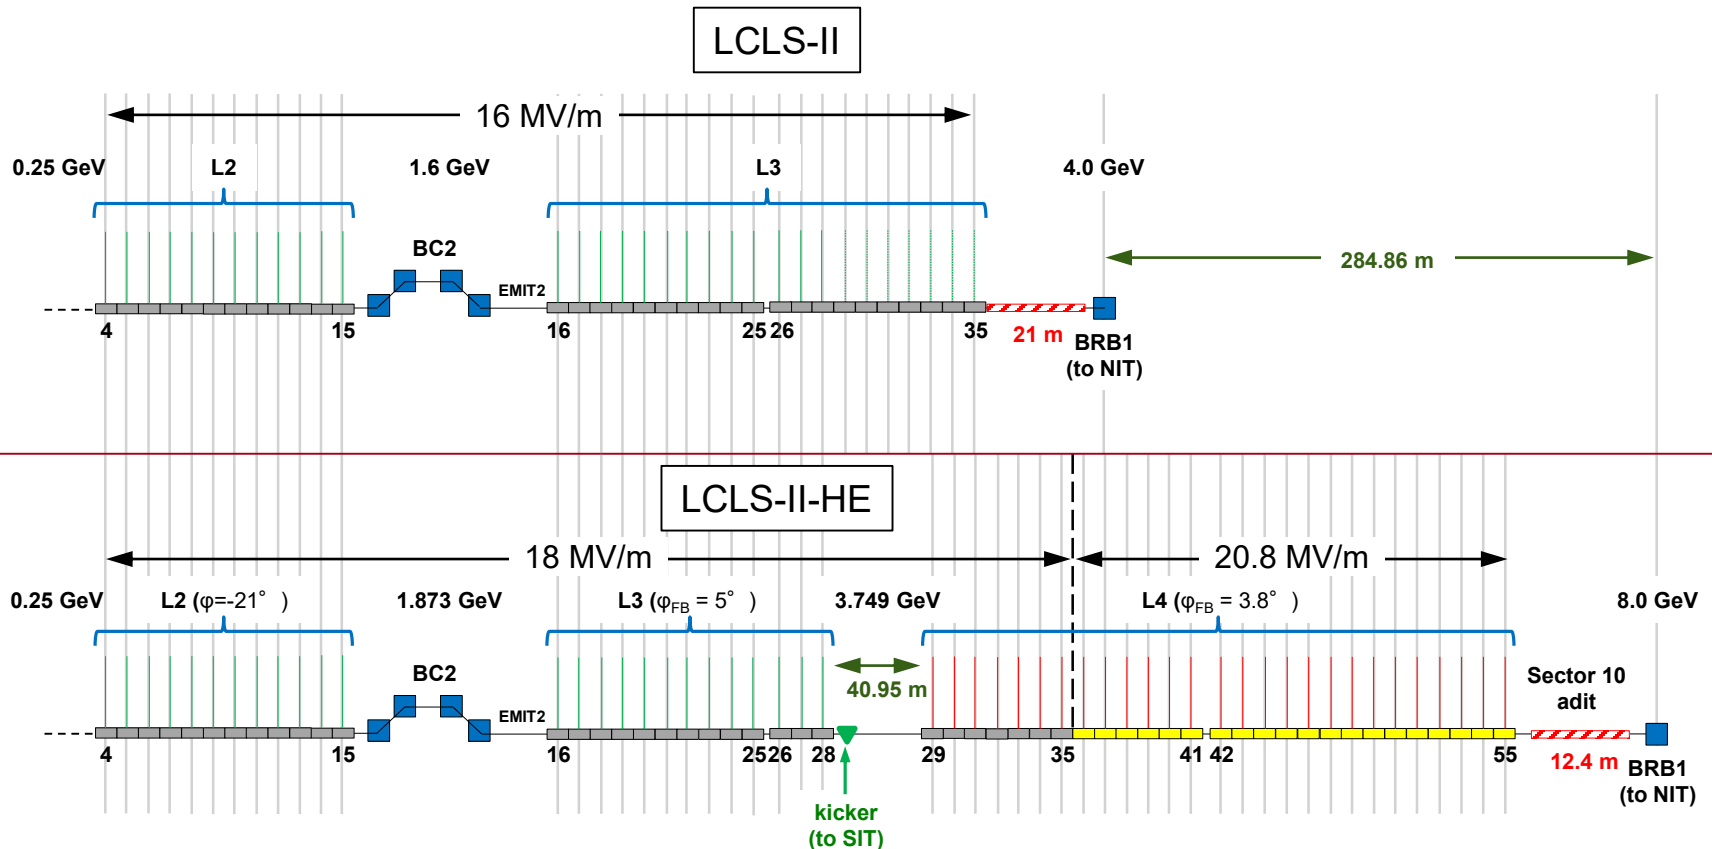 LCLS-II
16 MV/m
0.25 GeV
L2
1.6 GeV
L3
4.0 GeV
BC2
EMIT2
284.86 m
4
15
16
25 26
35
21 m
BRB1
(to NIT)
LCLS-II-HE
18 MV/m
20.8 MV/m
0.25 GeV
L2 (φ=-21° )
1.873 GeV
L3 (φFB = 5° )
3.749 GeV
L4 (φFB = 3.8° )
8.0 GeV
BC2
EMIT2
40.95 m
Sector 10
adit
4
15
16
25 26
28
29
35
41 42
55
12.4 m
BRB1
(to NIT)
kicker
(to SIT)